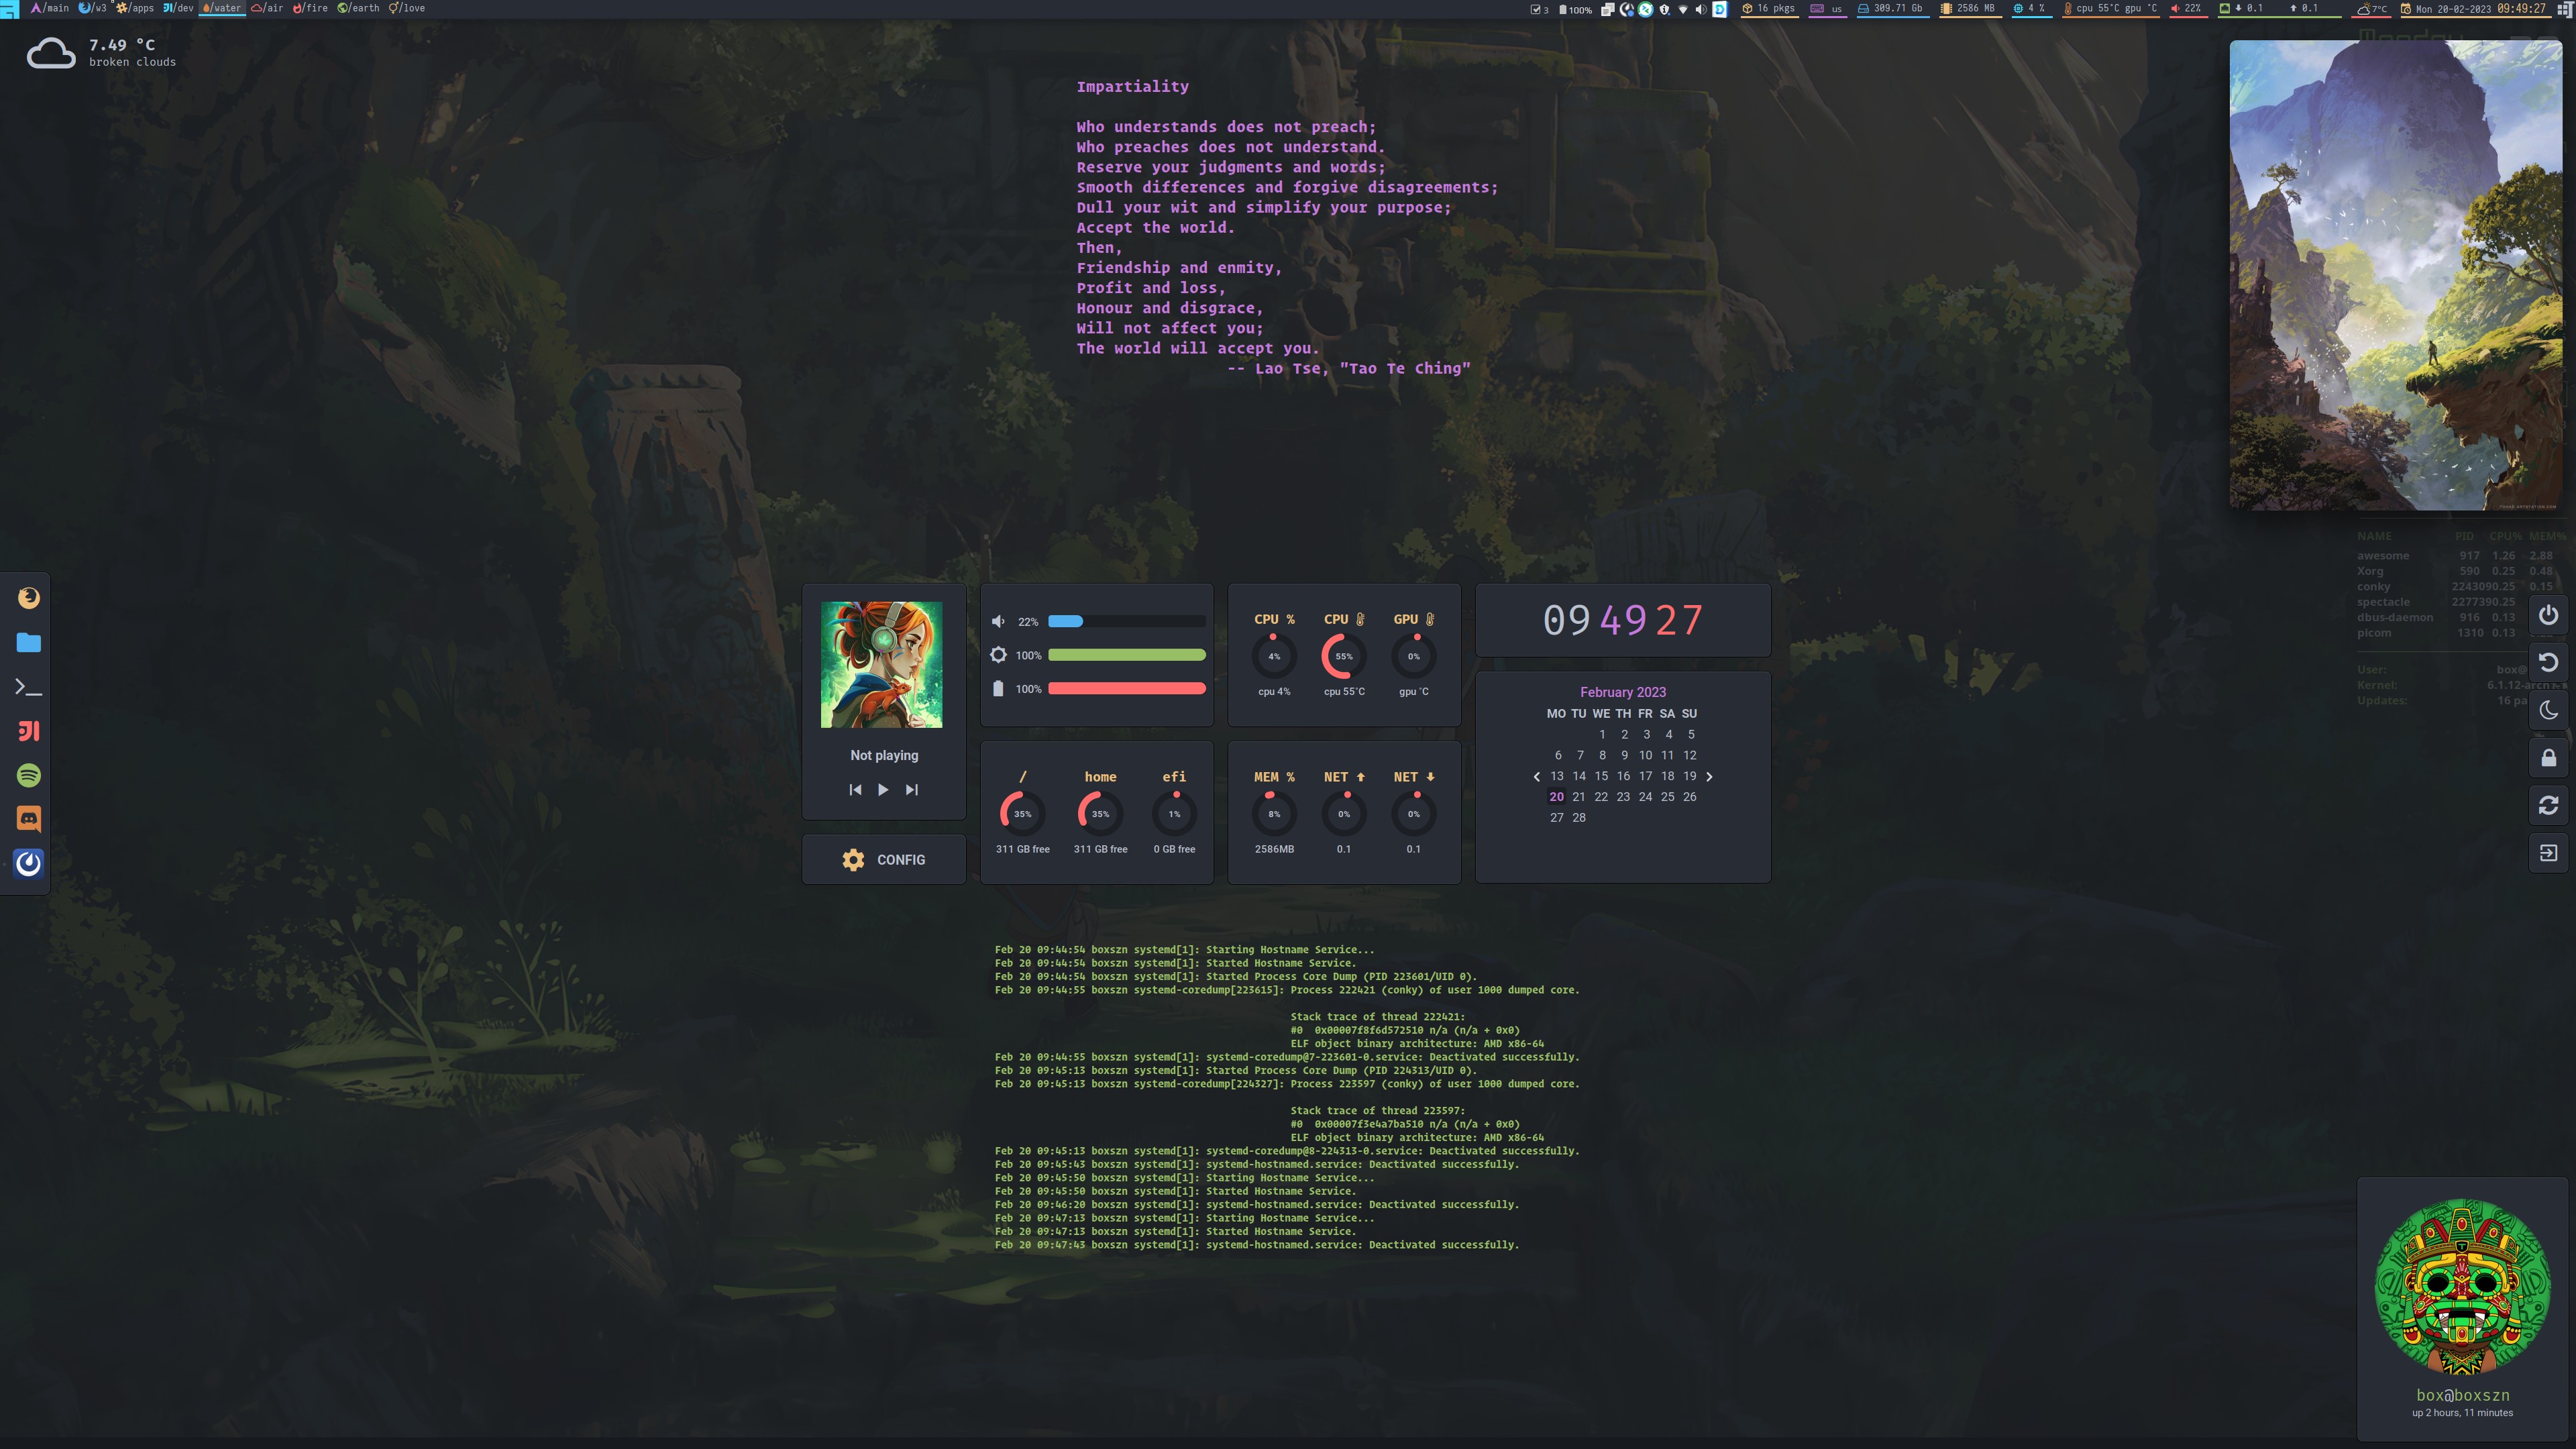 /main /w3 /apps /dev /water /air /fire /earth /love
3 100% 16 pkgs us 309.71 Gb 2586 MB 4 % cpu 55°C gpu °C 22% 0.1 0.1 7°C Mon 20-02-2023 09:49:27
7.49 °C
broken clouds
Impartiality
Who understands does not preach;
Who preaches does not understand.
Reserve your judgments and words;
Smooth differences and forgive disagreements;
Dull your wit and simplify your purpose;
Accept the world.
Then,
Friendship and enmity,
Profit and loss,
Honour and disgrace,
Will not affect you;
The world will accept you.
-- Lao Tse, "Tao Te Ching"
NAME PID CPU% MEM%
awesome 917 1.26 2.88
Xorg 590 0.25 0.48
conky 2243090.25 0.15
spectacle 2277390.25
dbus-daemon 916 0.13
picom 1310 0.13
User: box@
Kernel: 6.1.12-arch
Updates: 16 pa
Not playing
CONFIG
22%
100%
100%
CPU % CPU GPU
4% 55% 0%
cpu 4% cpu 55°C gpu °C
/ home efi
35% 35% 1%
311 GB free 311 GB free 0 GB free
MEM % NET NET
8% 0% 0%
2586MB 0.1 0.1
09 49 27
February 2023
MO TU WE TH FR SA SU
1 2 3 4 5
6 7 8 9 10 11 12
13 14 15 16 17 18 19
20 21 22 23 24 25 26
27 28
Feb 20 09:44:54 boxszn systemd[1]: Starting Hostname Service...
Feb 20 09:44:54 boxszn systemd[1]: Started Hostname Service.
Feb 20 09:44:54 boxszn systemd[1]: Started Process Core Dump (PID 223601/UID 0).
Feb 20 09:44:55 boxszn systemd-coredump[223615]: Process 222421 (conky) of user 1000 dumped core.
Stack trace of thread 222421:
#0 0x00007f8f6d572510 n/a (n/a + 0x0)
ELF object binary architecture: AMD x86-64
Feb 20 09:44:55 boxszn systemd[1]: systemd-coredump@7-223601-0.service: Deactivated successfully.
Feb 20 09:45:13 boxszn systemd[1]: Started Process Core Dump (PID 224313/UID 0).
Feb 20 09:45:13 boxszn systemd-coredump[224327]: Process 223597 (conky) of user 1000 dumped core.
Stack trace of thread 223597:
#0 0x00007f3e4a7ba510 n/a (n/a + 0x0)
ELF object binary architecture: AMD x86-64
Feb 20 09:45:13 boxszn systemd[1]: systemd-coredump@8-224313-0.service: Deactivated successfully.
Feb 20 09:45:43 boxszn systemd[1]: systemd-hostnamed.service: Deactivated successfully.
Feb 20 09:45:50 boxszn systemd[1]: Starting Hostname Service...
Feb 20 09:45:50 boxszn systemd[1]: Started Hostname Service.
Feb 20 09:46:20 boxszn systemd[1]: systemd-hostnamed.service: Deactivated successfully.
Feb 20 09:47:13 boxszn systemd[1]: Starting Hostname Service...
Feb 20 09:47:13 boxszn systemd[1]: Started Hostname Service.
Feb 20 09:47:43 boxszn systemd[1]: systemd-hostnamed.service: Deactivated successfully.
box@boxszn
up 2 hours, 11 minutes